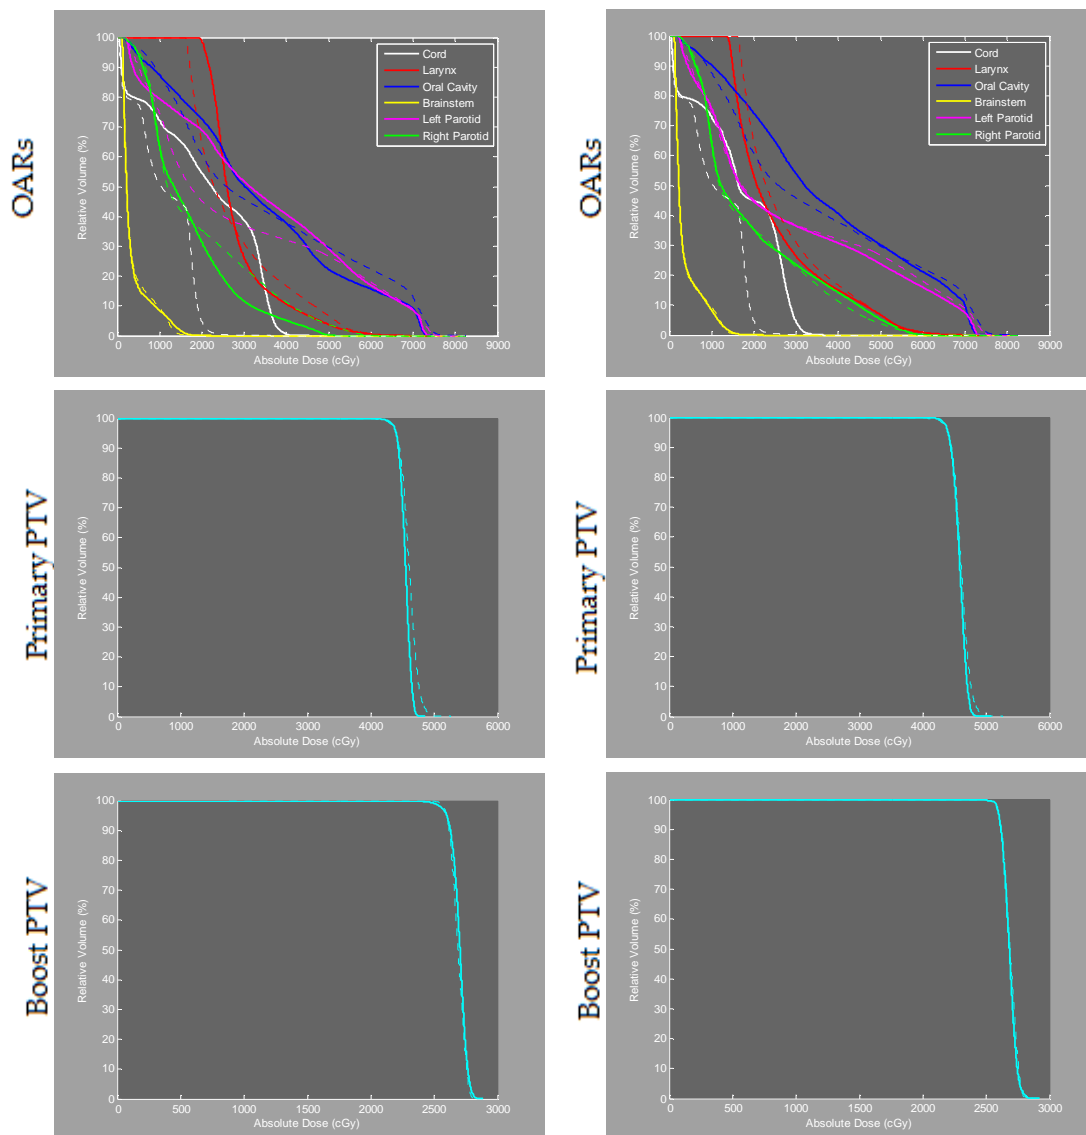 OARs
100
90
80
70
60
50
40
30
20
10
0
Relative Volume (%)
Cord
Larynx
Oral Cavity
Brainstem
Left Parotid
Right Parotid
0 1000 2000 3000 4000 5000 6000 7000 8000 9000
Absolute Dose (cGy)
OARs
100
90
80
70
60
50
40
30
20
10
0
Relative Volume (%)
Cord
Larynx
Oral Cavity
Brainstem
Left Parotid
Right Parotid
0 1000 2000 3000 4000 5000 6000 7000 8000 9000
Absolute Dose (cGy)
Primary PTV
100
90
80
70
60
50
40
30
20
10
0
Relative Volume (%)
0 1000 2000 3000 4000 5000 6000
Absolute Dose (cGy)
Primary PTV
100
90
80
70
60
50
40
30
20
10
0
Relative Volume (%)
0 1000 2000 3000 4000 5000 6000
Absolute Dose (cGy)
Boost PTV
100
90
80
70
60
50
40
30
20
10
0
Relative Volume (%)
0 500 1000 1500 2000 2500 3000
Absolute Dose (cGy)
Boost PTV
100
90
80
70
60
50
40
30
20
10
0
Relative Volume (%)
0 500 1000 1500 2000 2500 3000
Absolute Dose (cGy)